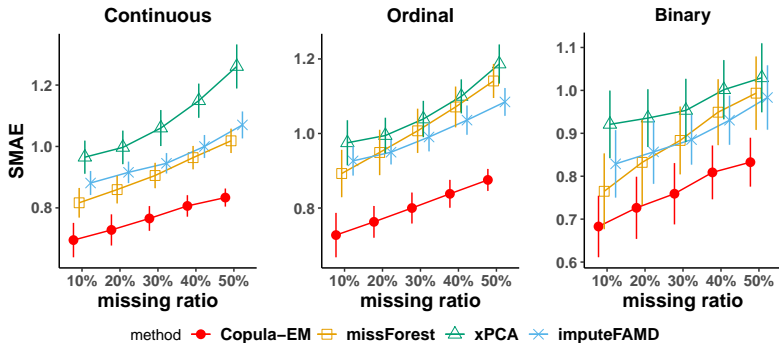 Continuous
Ordinal
Binary
SMAE
1.2
1.0
0.8
1.2
1.0
0.8
1.1
1.0
0.9
0.8
0.7
0.6
10% 20% 30% 40% 50%
10% 20% 30% 40% 50%
10% 20% 30% 40% 50%
missing ratio
missing ratio
missing ratio
method Copula−EM missForest xPCA imputeFAMD